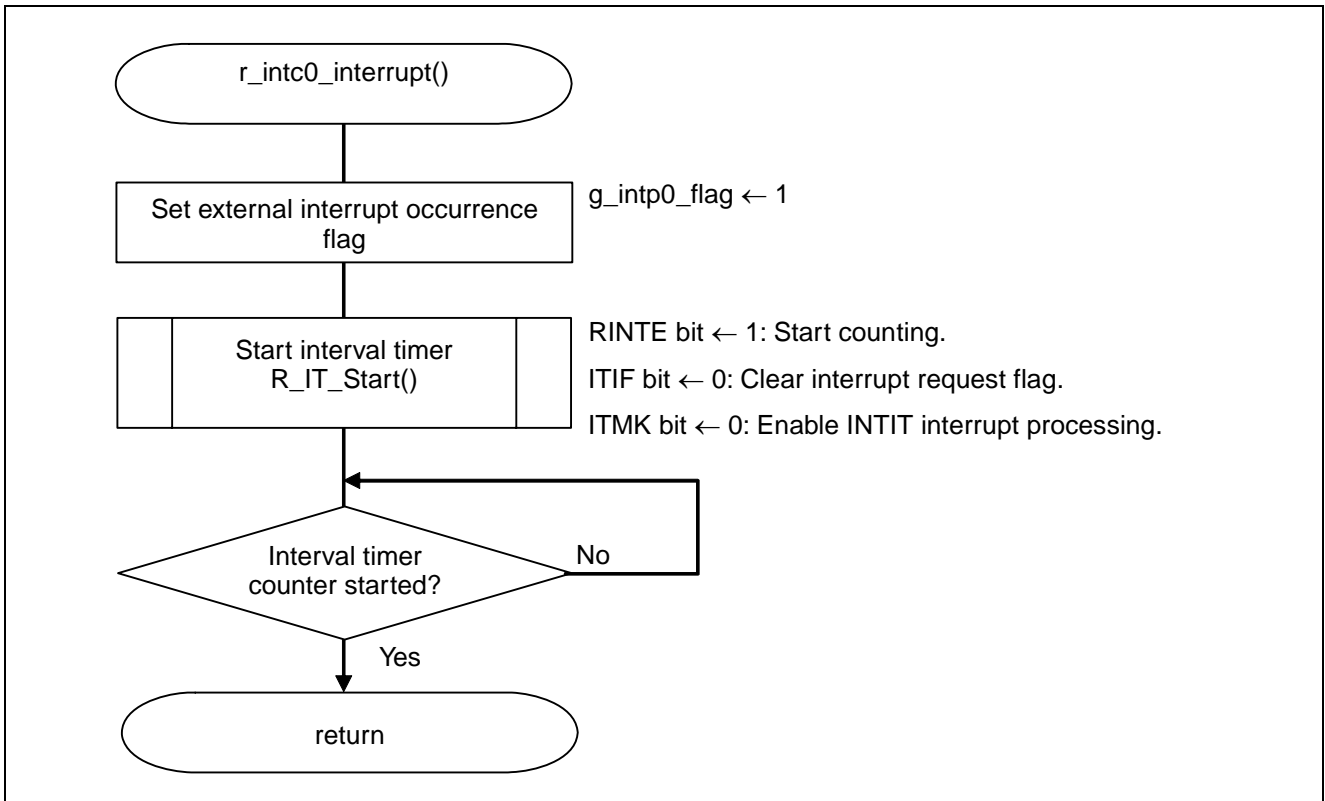 r_intc0_interrupt()
Set external interrupt occurrence
flag
g_intp0_flag ← 1
Start interval timer
R_IT_Start()
RINTE bit ← 1: Start counting.
ITIF bit ← 0: Clear interrupt request flag.
ITMK bit ← 0: Enable INTIT interrupt processing.
Interval timer
counter started?
No
Yes
return